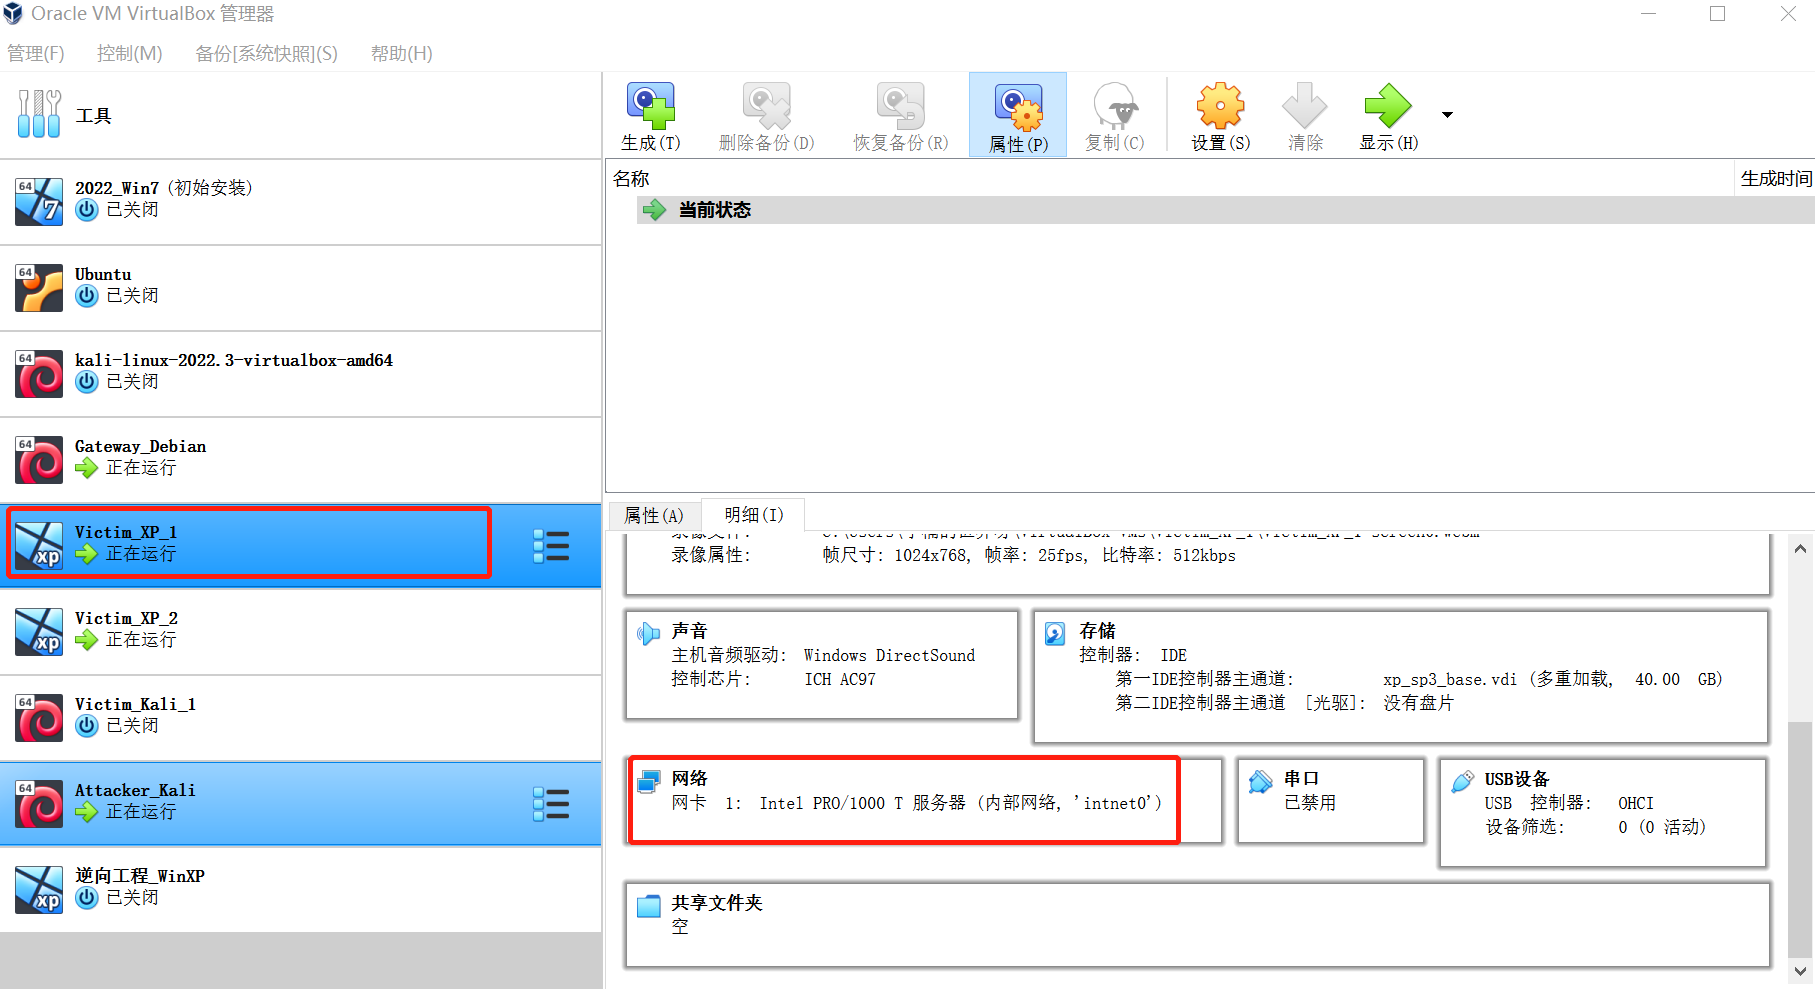 Oracle VM VirtualBox 管理器
管理(F) 控制(M) 备份[系统快照](S) 帮助(H)
工具
64
2022_Win7 (初始安装)
已关闭
64
Ubuntu
已关闭
64
kali-linux-2022.3-virtualbox-amd64
已关闭
64
Gateway_Debian
正在运行
xp
Victim_XP_1
正在运行
xp
Victim_XP_2
正在运行
64
Victim_Kali_1
已关闭
64
Attacker_Kali
正在运行
xp
逆向工程_WinXP
已关闭
生成(T) 删除备份(D) 恢复备份(R) 属性(P) 复制(C) 设置(S) 清除 显示(H)
名称 生成时间
当前状态
属性(A) 明细(I)
录像属性: 帧尺寸: 1024x768, 帧率: 25fps, 比特率: 512kbps
声音
主机音频驱动: Windows DirectSound
控制芯片: ICH AC97
存储
控制器: IDE
第一IDE控制器主通道: xp_sp3_base.vdi (多重加载, 40.00 GB)
第二IDE控制器主通道 [光驱]: 没有盘片
网络
网卡 1: Intel PRO/1000 T 服务器 (内部网络, 'intnet0')
串口
已禁用
USB设备
USB 控制器: OHCI
设备筛选: 0 (0 活动)
共享文件夹
空